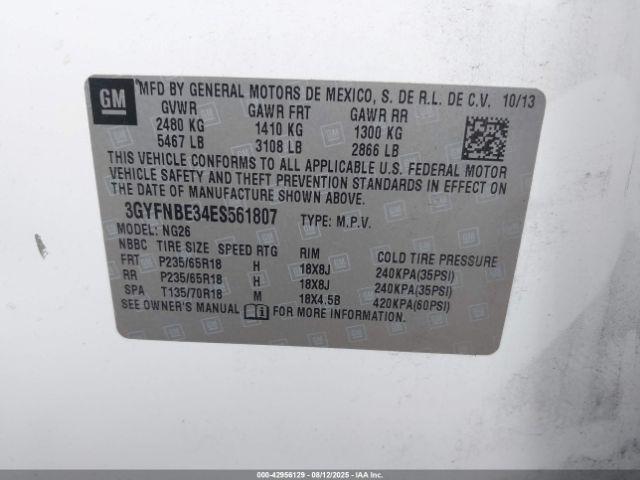 GM
MFD BY GENERAL MOTORS DE MEXICO, S. DE R.L. DE C.V. 10/13
GVWR GAWR FRT GAWR RR
2480 KG 1410 KG 1300 KG
5467 LB 3108 LB 2866 LB
THIS VEHICLE CONFORMS TO ALL APPLICABLE U.S. FEDERAL MOTOR
VEHICLE SAFETY AND THEFT PREVENTION STANDARDS IN EFFECT ON
THE DATE OF MANUFACTURE SHOWN ABOVE.
3GYFNBE34ES561807 TYPE: M.P.V.
MODEL: NG26
NBBC TIRE SIZE SPEED RTG RIM COLD TIRE PRESSURE
FRT P235/65R18 H 18X8J 240KPA(35PSI)
RR P235/65R18 H 18X8J 240KPA(35PSI)
SPA T135/70R18 M 18X4.5B 420KPA(60PSI)
SEE OWNER'S MANUAL FOR MORE INFORMATION.
000-42956129 - 08/12/2025 - IAAI.com